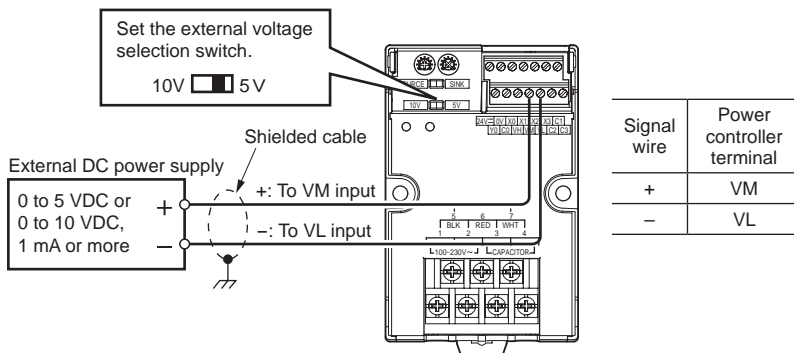 Set the external voltage
selection switch.
10V 5V
Shielded cable
External DC power supply
0 to 5 VDC or
0 to 10 VDC,
1 mA or more
+
−
+: To VM input
−: To VL input
SINK
10V 5V
24V 0V X0 X1 X2 X3 C1
Y0 C0 VH VM VL C2 C3
5 6 7
BLK RED WHT
1 2 3 4
100-230V~ CAPACITOR
Signal
wire
Power
controller
terminal
+ VM
− VL